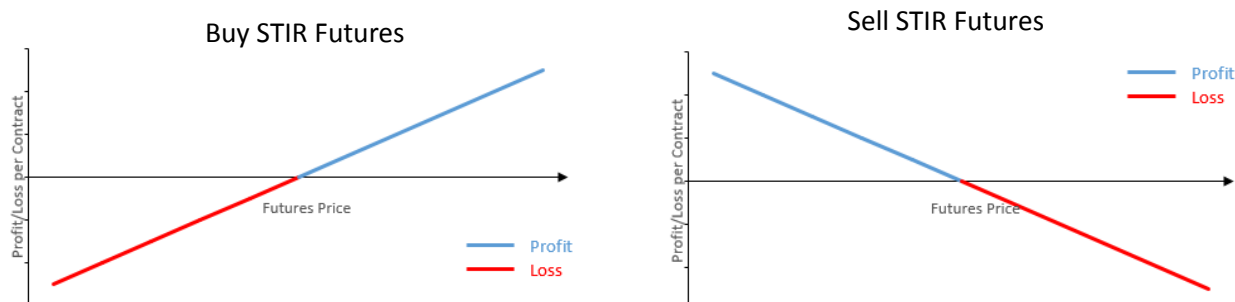 Buy STIR Futures
Profit/Loss per Contract
Futures Price
Profit
Loss
Sell STIR Futures
Profit/Loss per Contract
Futures Price
Profit
Loss